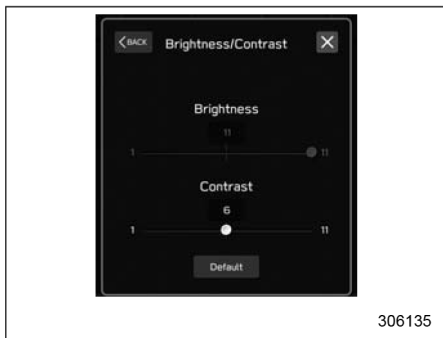 BACK Brightness/Contrast X
Brightness
11
1 11
Contrast
6
1 11
Default
306135